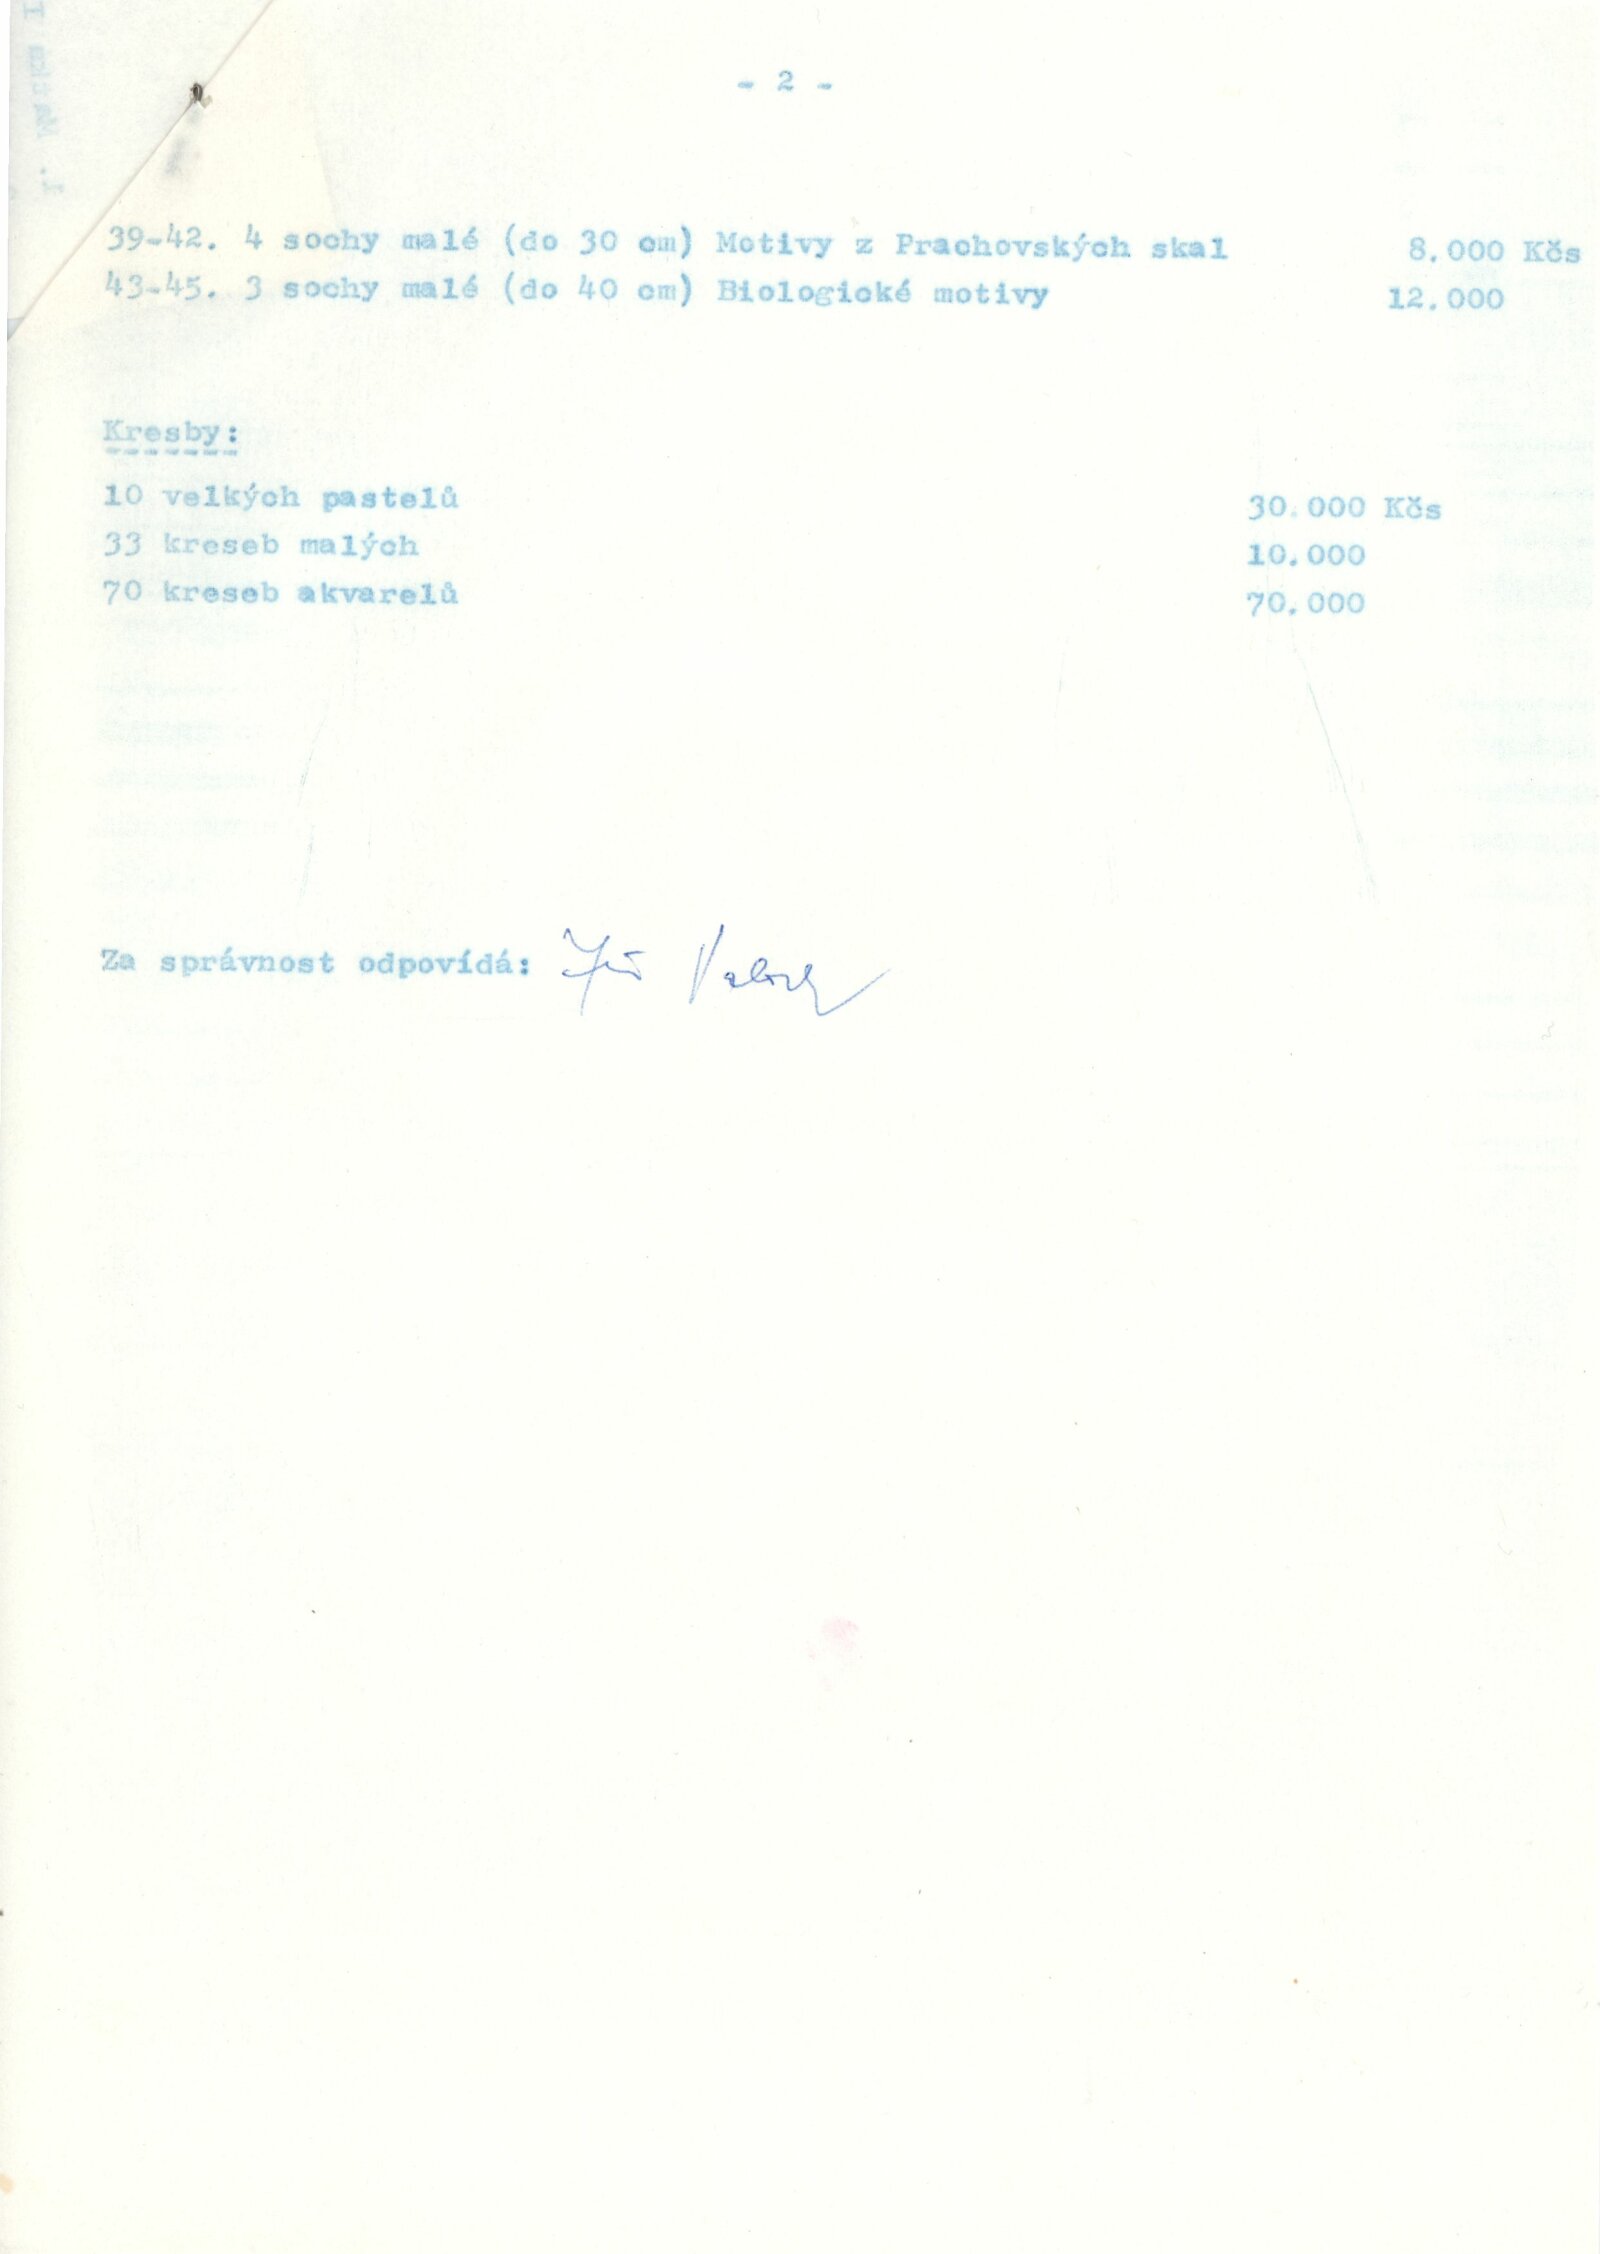 - 2 -
39-42. 4 sochy malé (do 30 cm) Motivy z Prachovských skal 8.000 Kčs
43-45. 3 sochy malé (do 40 cm) Biologické motivy 12.000
Kresby:
10 velkých pastelů 30.000 Kčs
33 kreseb malých 10.000
70 kreseb akvarelů 70.000
Za správnost odpovídá: Jiří Valoch